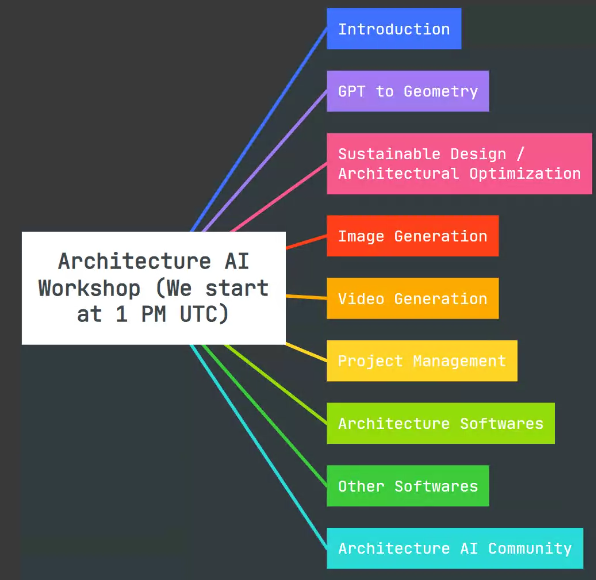 Introduction
GPT to Geometry
Sustainable Design /
Architectural Optimization
Image Generation
Architecture AI
Workshop (We start
at 1 PM UTC)
Video Generation
Project Management
Architecture Softwares
Other Softwares
Architecture AI Community